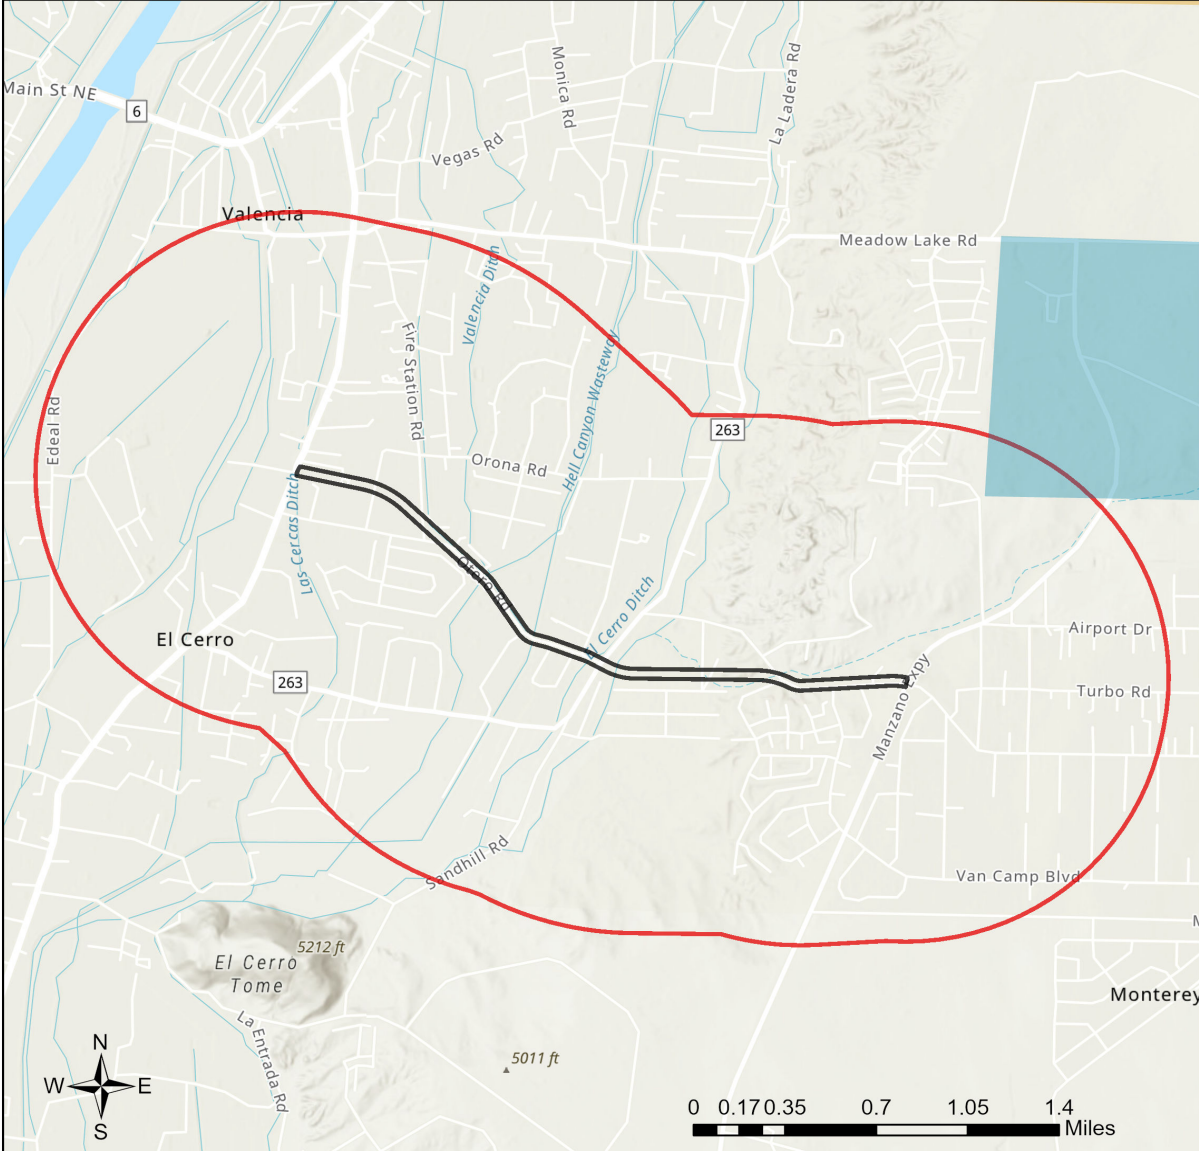 Main St NE
6
Monica Rd
La Ladera Rd
Vegas Rd
Valencia
Meadow Lake Rd
Valencia Ditch
Fire Station Rd
Hell Canyon Wasteway
Edeal Rd
263
Orona Rd
Las Cercas Ditch
Otero Rd
El Cerro Ditch
El Cerro
Airport Dr
263
Manzano Expy
Turbo Rd
Sandhill Rd
Van Camp Blvd
M
5212 ft
El Cerro
Tome
Monterey
La Entrada Rd
5011 ft
N
W E
S
0 0.17 0.35 0.7 1.05 1.4
Miles